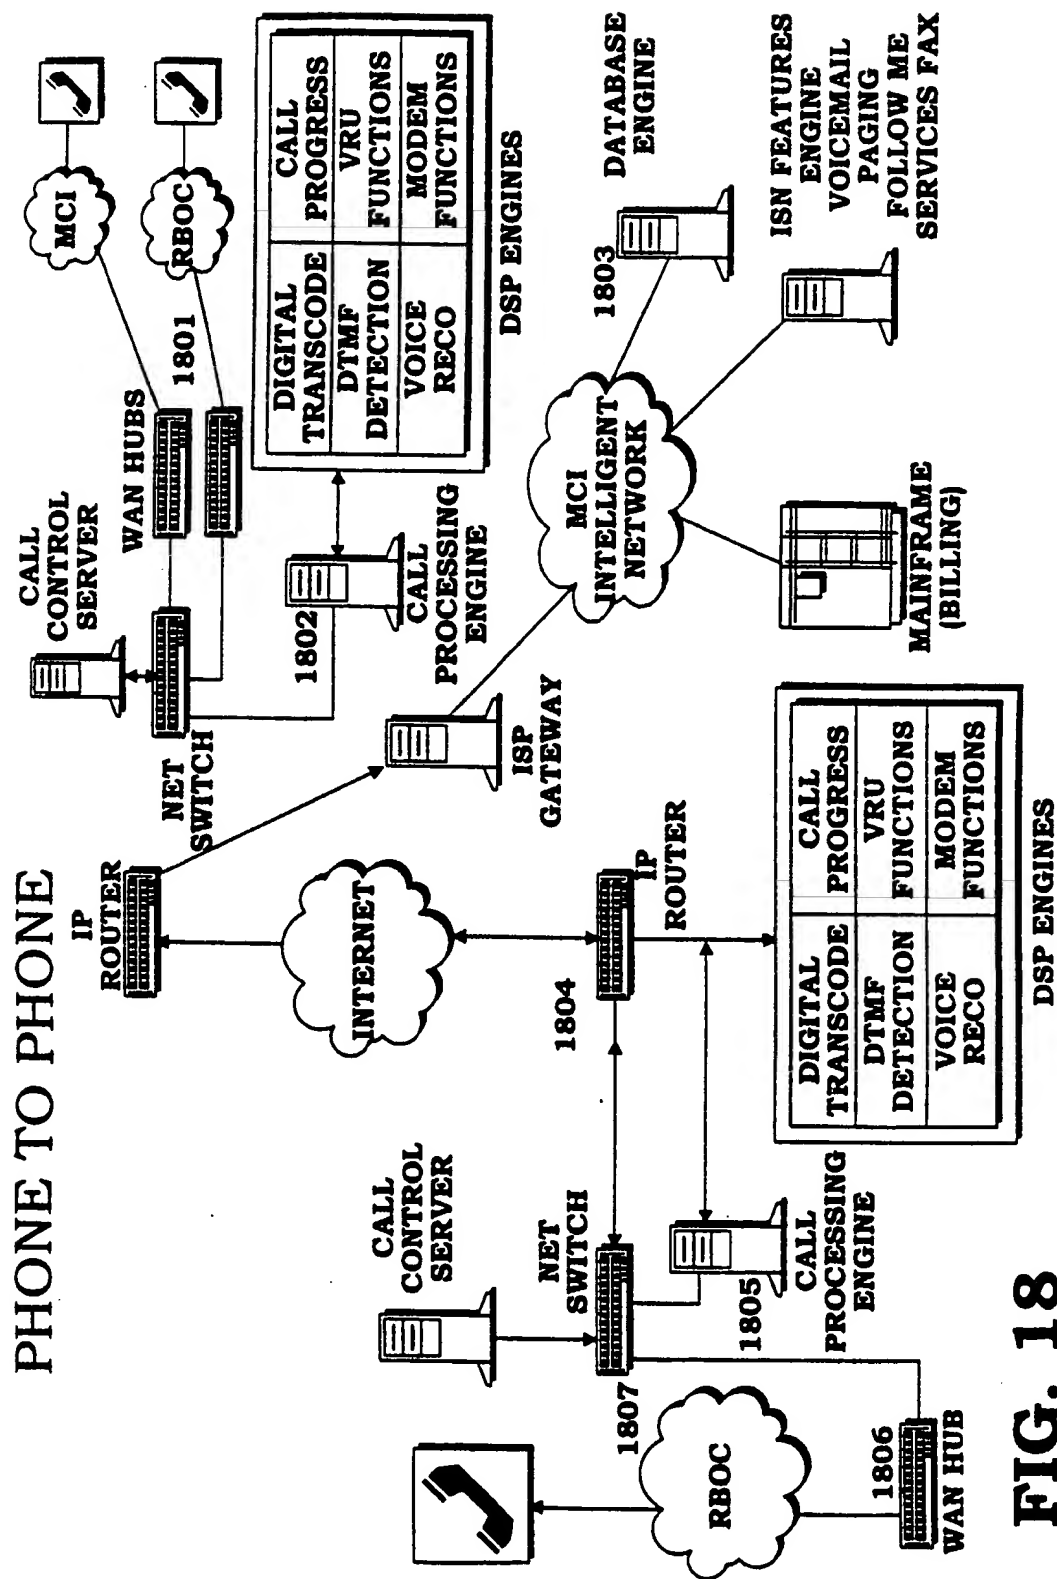 PHONE TO PHONE
CALL
CONTROL
SERVER
WAN HUBS
MCI
RBOC
1801
NET
SWITCH
1802
CALL
PROCESSING
ENGINE
DIGITAL
TRANSCODE
CALL
PROGRESS
DTMF
DETECTION
VRU
FUNCTIONS
VOICE
RECO
MODEM
FUNCTIONS
DSP ENGINES
IP
ROUTER
INTERNET
ISP
GATEWAY
MCI
INTELLIGENT
NETWORK
1803
DATABASE
ENGINE
ISN FEATURES
ENGINE
VOICEMAIL
PAGING
FOLLOW ME
SERVICES FAX
MAINFRAME
(BILLING)
1804
IP
ROUTER
CALL
CONTROL
SERVER
NET
SWITCH
1807
1805
CALL
PROCESSING
ENGINE
DIGITAL
TRANSCODE
CALL
PROGRESS
DTMF
DETECTION
VRU
FUNCTIONS
VOICE
RECO
MODEM
FUNCTIONS
DSP ENGINES
RBOC
1806
WAN HUB
FIG. 18